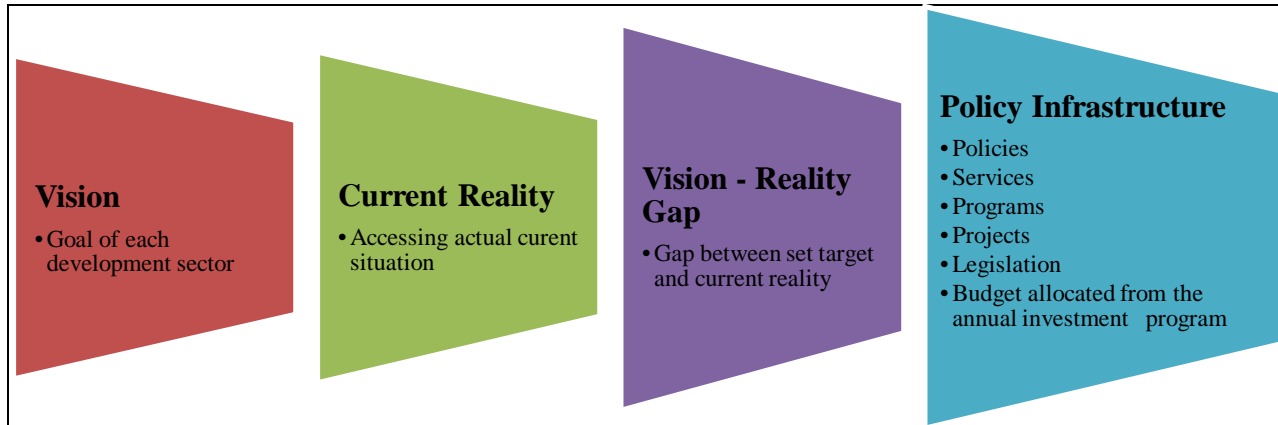 Vision
• Goal of each
development sector
Current Reality
• Accessing actual curent
situation
Vision - Reality
Gap
• Gap between set target
and current reality
Policy Infrastructure
• Policies
• Services
• Programs
• Projects
• Legislation
• Budget allocated from the
annual investment program